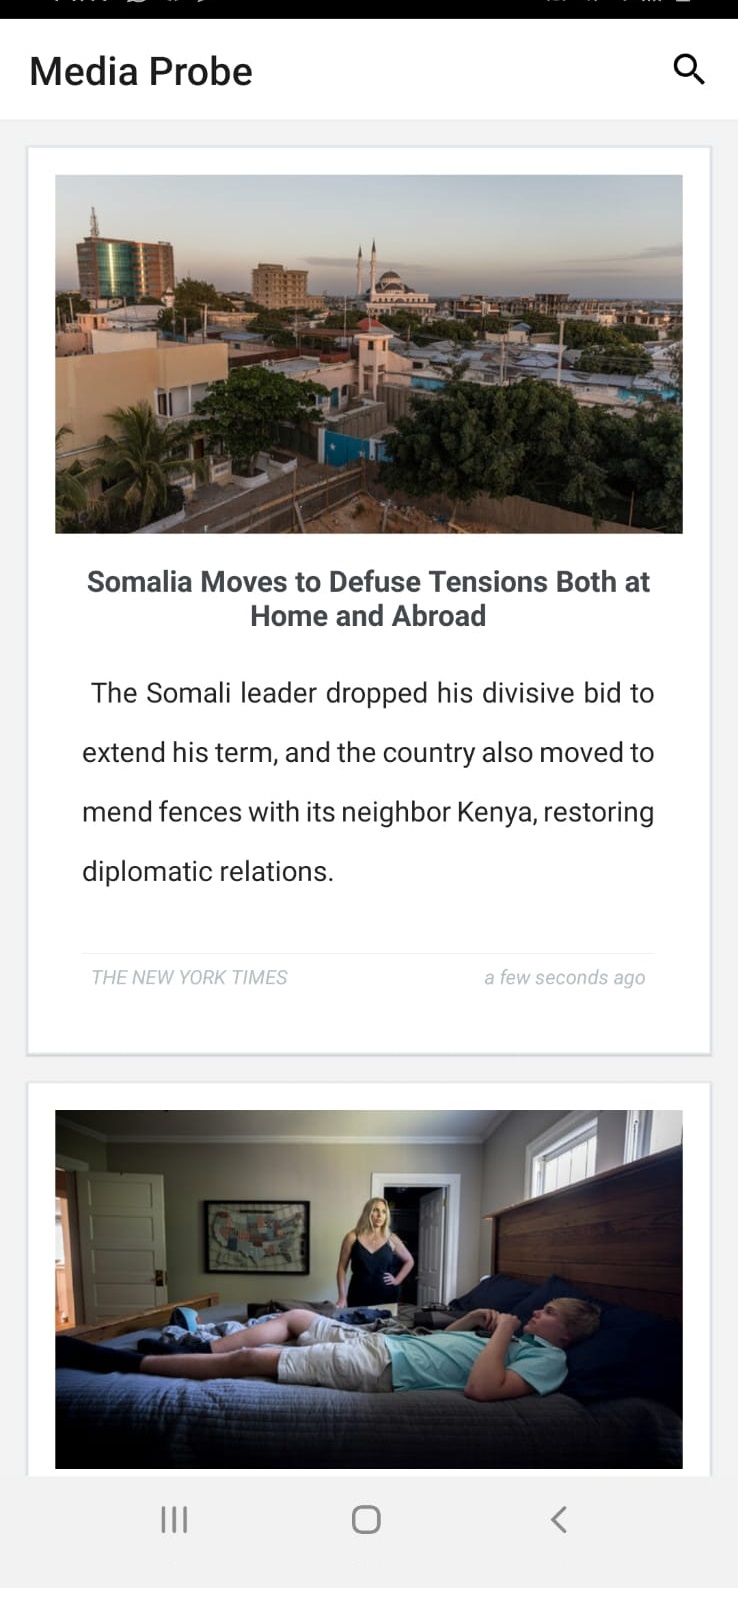 Media Probe
Somalia Moves to Defuse Tensions Both at
Home and Abroad
The Somali leader dropped his divisive bid to
extend his term, and the country also moved to
mend fences with its neighbor Kenya, restoring
diplomatic relations.
THE NEW YORK TIMES
a few seconds ago